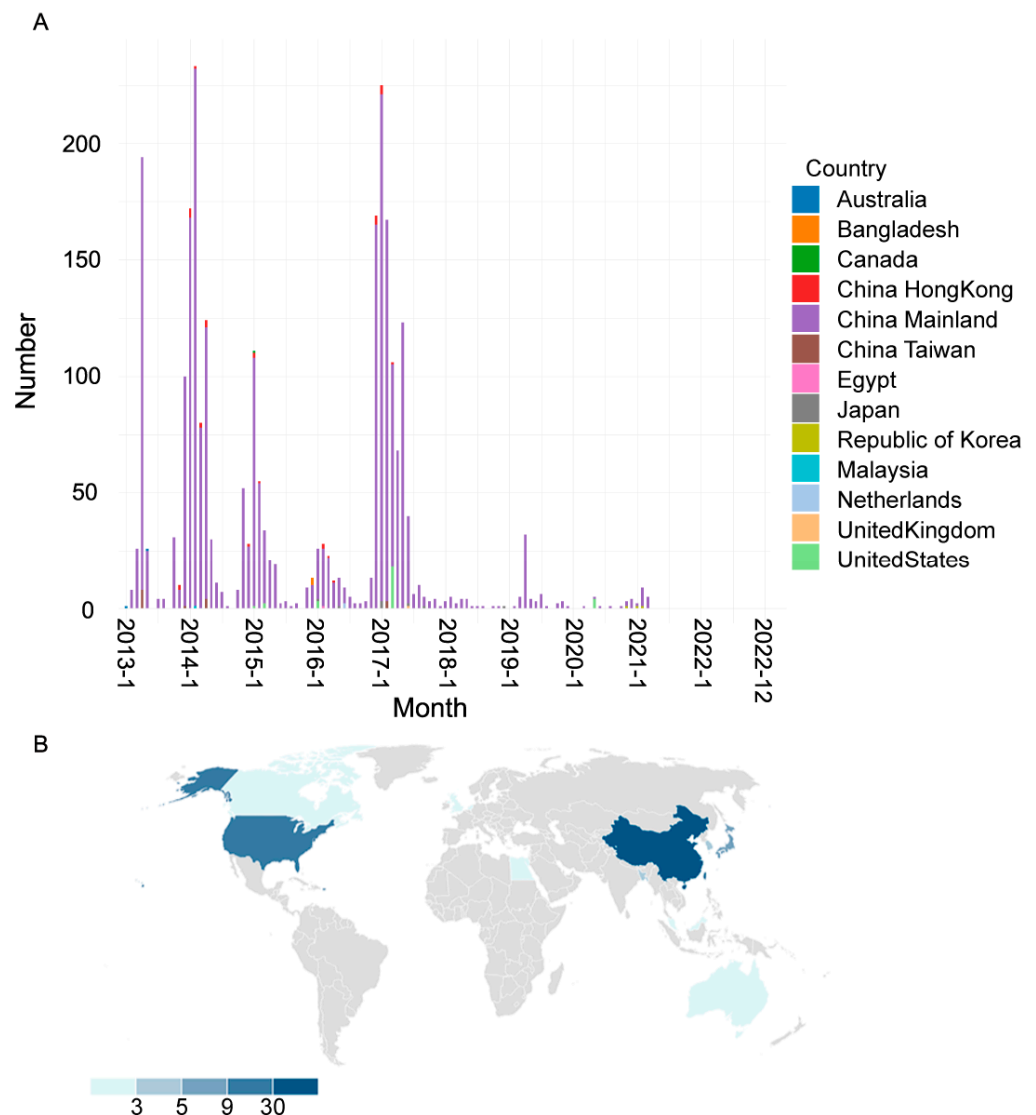 A
Number
200
150
100
50
0
2013-1
2014-1
2015-1
2016-1
2017-1
2018-1
2019-1
2020-1
2021-1
2022-1
2022-12
Month
Country
Australia
Bangladesh
Canada
China HongKong
China Mainland
China Taiwan
Egypt
Japan
Republic of Korea
Malaysia
Netherlands
UnitedKingdom
UnitedStates
B
3 5 9 30